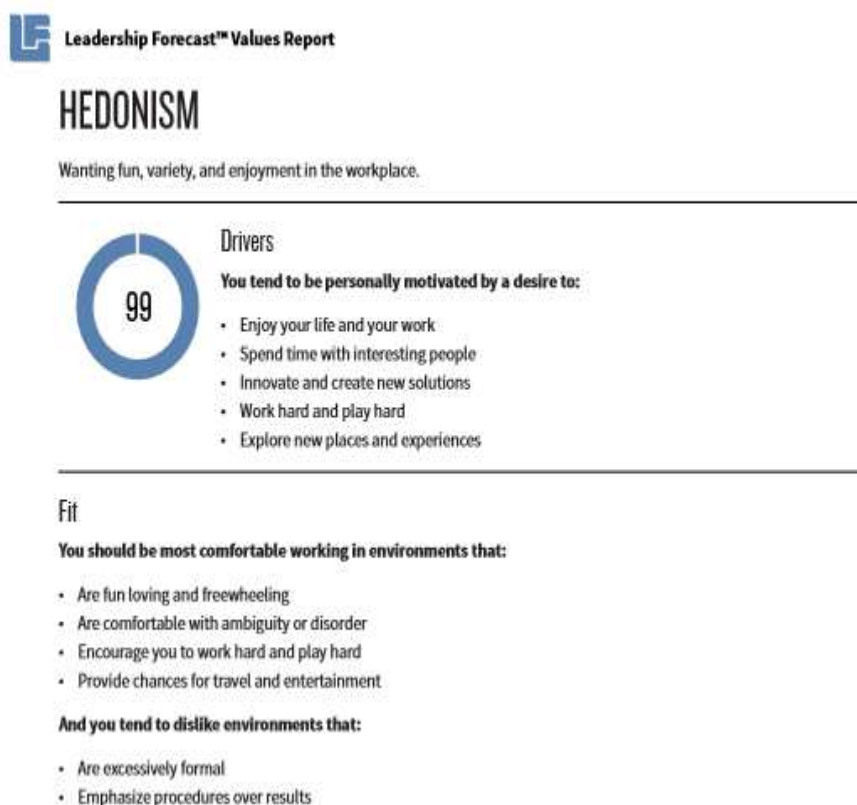 LF
Leadership Forecast™ Values Report
HEDONISM
Wanting fun, variety, and enjoyment in the workplace.
99
Drivers
You tend to be personally motivated by a desire to:
• Enjoy your life and your work
• Spend time with interesting people
• Innovate and create new solutions
• Work hard and play hard
• Explore new places and experiences
Fit
You should be most comfortable working in environments that:
• Are fun loving and freewheeling
• Are comfortable with ambiguity or disorder
• Encourage you to work hard and play hard
• Provide chances for travel and entertainment
And you tend to dislike environments that:
• Are excessively formal
• Emphasize procedures over results